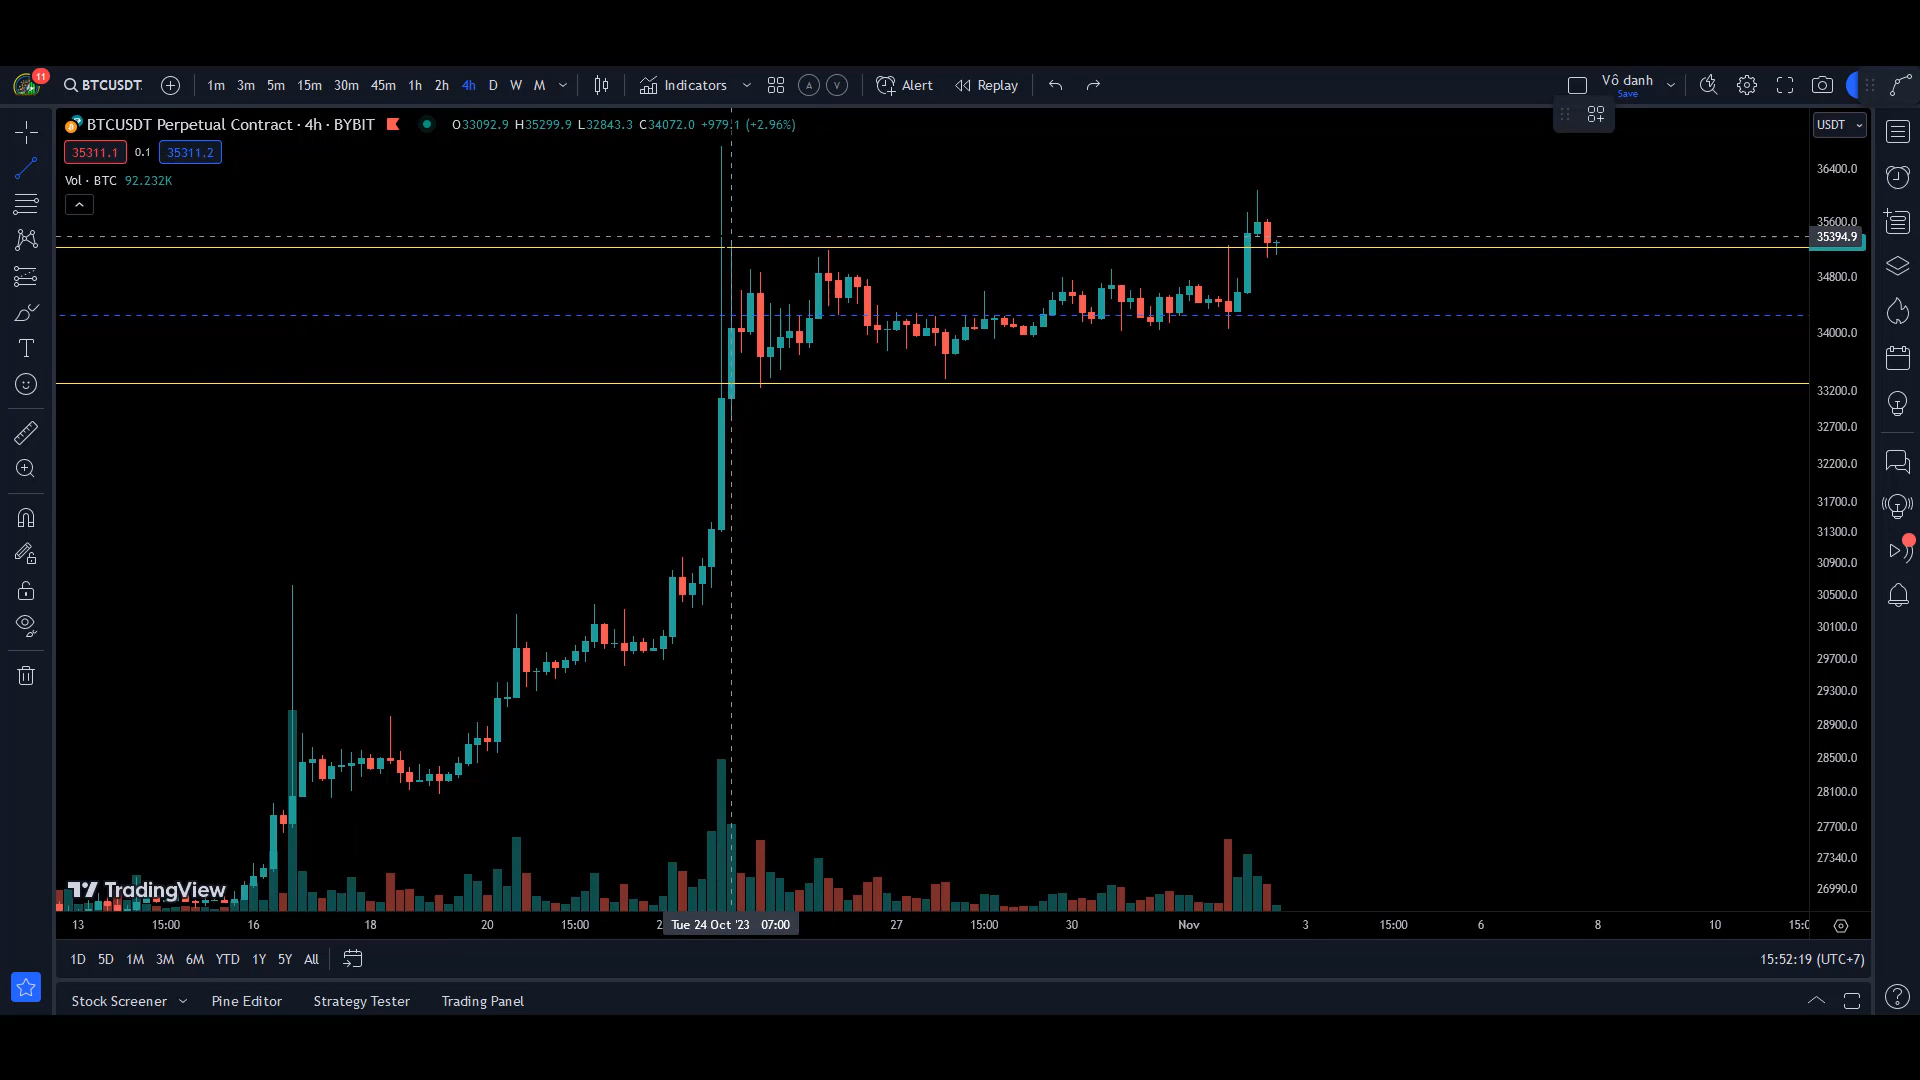 11
BTCUSDT. 1m 3m 5m 15m 30m 45m 1h 2h 4h D W M Indicators A V Alert Replay Vô danh
Save
BTCUSDT Perpetual Contract · 4h · BYBIT O33092.9 H35299.9 L32843.3 C34072.0 +979.1 (+2.96%) USDT
35311.1 0.1 35311.2
Vol · BTC 92.232K
36400.0
35600.0
35394.9
34800.0
34000.0
33200.0
32700.0
32200.0
31700.0
31300.0
30900.0
30500.0
30100.0
29700.0
29300.0
28900.0
28500.0
28100.0
27700.0
27340.0
26990.0
TradingView
13 15:00 16 18 20 15:00 2 Tue 24 Oct '23 07:00 27 15:00 30 Nov 3 15:00 6 8 10 15:0
1D 5D 1M 3M 6M YTD 1Y 5Y All 15:52:19 (UTC+7)
Stock Screener Pine Editor Strategy Tester Trading Panel